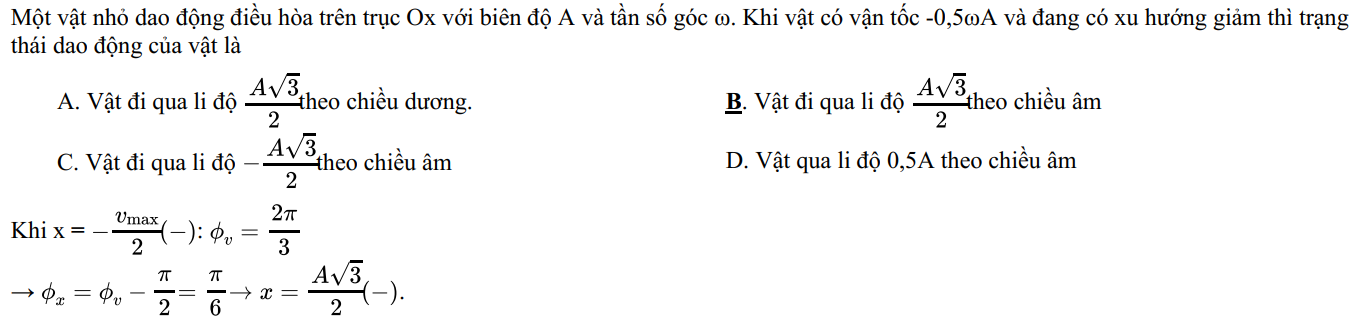 Một vật nhỏ dao động điều hòa trên trục Ox với biên độ A và tần số góc ω. Khi vật có vận tốc -0,5ωA và đang có xu hướng giảm thì trạng
thái dao động của vật là
A. Vật đi qua li độ $\frac{A\sqrt{3}}{2}$theo chiều dương.
B. Vật đi qua li độ $\frac{A\sqrt{3}}{2}$theo chiều âm
C. Vật đi qua li độ $-\frac{A\sqrt{3}}{2}$theo chiều âm
D. Vật qua li độ 0,5A theo chiều âm
Khi x = $-\frac{v_{\max}}{2}(-): \phi_v = \frac{2\pi}{3}$
$\rightarrow \phi_x = \phi_v - \frac{\pi}{2} = \frac{\pi}{6} \rightarrow x = \frac{A\sqrt{3}}{2}(-).$